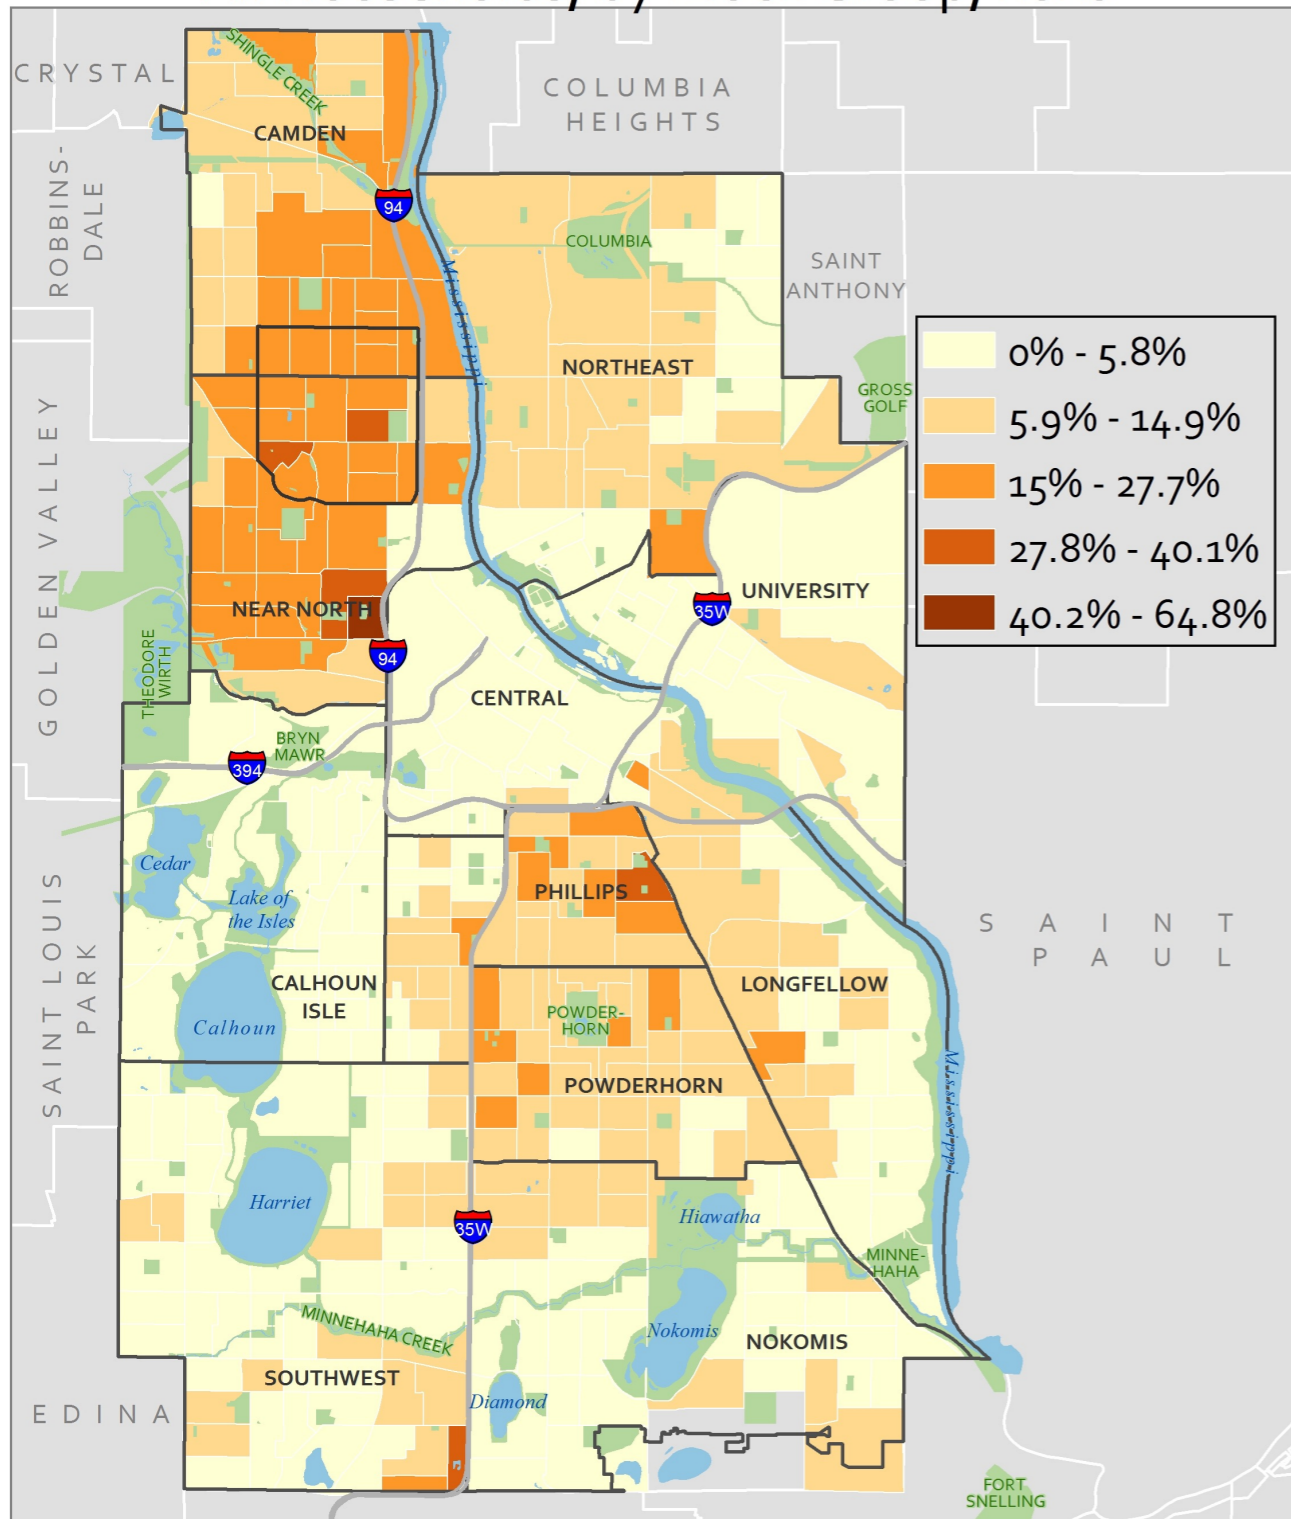 SHINGLE CREEK
CRYSTAL
COLUMBIA
HEIGHTS
CAMDEN
ROBBINS-
DALE
94
COLUMBIA
SAINT
ANTHONY
Mississippi
NORTHEAST
0% - 5.8%
5.9% - 14.9%
15% - 27.7%
27.8% - 40.1%
40.2% - 64.8%
GROSS
GOLF
GOLDEN VALLEY
UNIVERSITY
35W
NEAR NORTH
94
THEODORE
WIRTH
CENTRAL
BRYN
MAWR
394
Cedar
Lake of
the Isles
PHILLIPS
SAINT LOUIS
PARK
SAINT
PAUL
CALHOUN
ISLE
LONGFELLOW
Calhoun
POWDER-
HORN
POWDERHORN
Mississippi
Harriet
Hiawatha
35W
MINNE-
HAHA
MINNEHAHA CREEK
Nokomis
NOKOMIS
SOUTHWEST
Diamond
EDINA
FORT
SNELLING